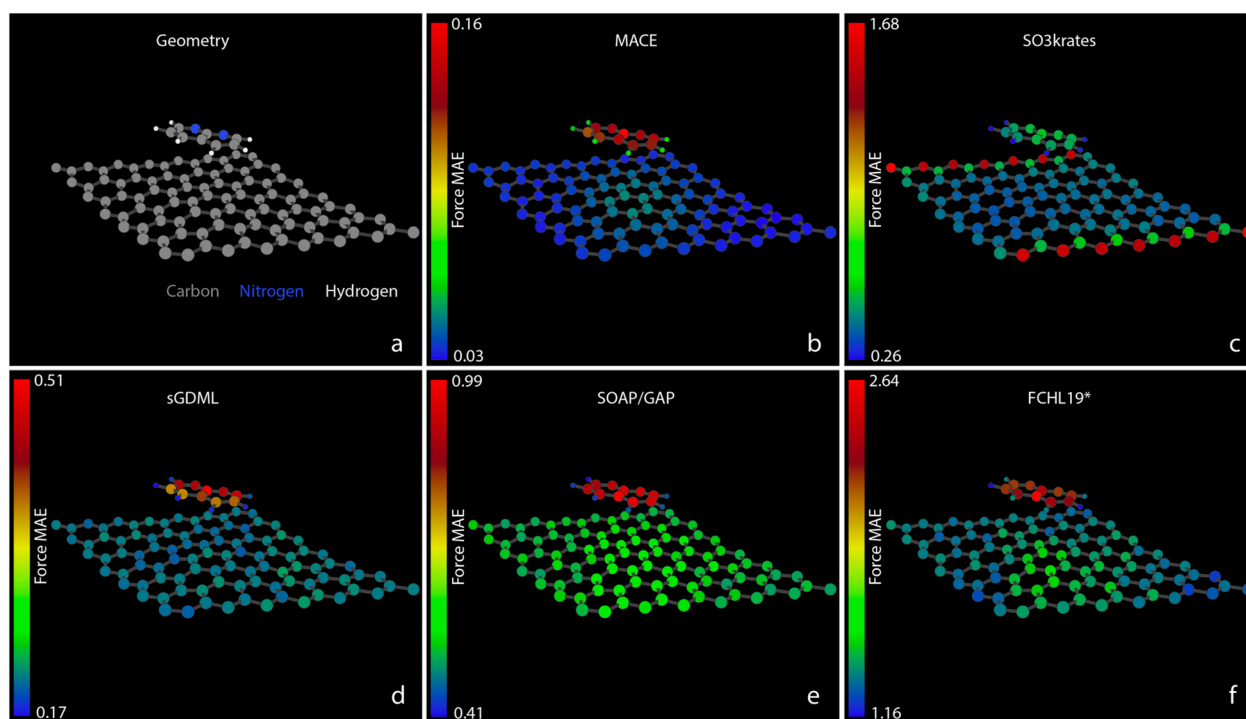 Geometry
Carbon Nitrogen Hydrogen
a
0.16
MACE
Force MAE
0.03
b
1.68
SO3krates
Force MAE
0.26
c
0.51
sGDML
Force MAE
0.17
d
0.99
SOAP/GAP
Force MAE
0.41
e
2.64
FCHL19*
Force MAE
1.16
f